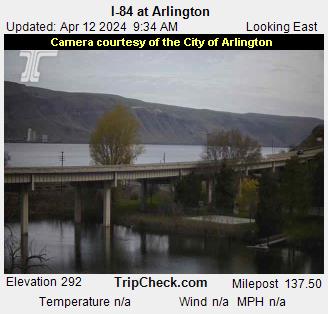 I-84 at Arlington
Updated: Apr 12 2024 9:34 AM Looking East
Camera courtesy of the City of Arlington
Elevation 292 TripCheck.com Milepost 137.50
Temperature n/a Wind n/a MPH n/a